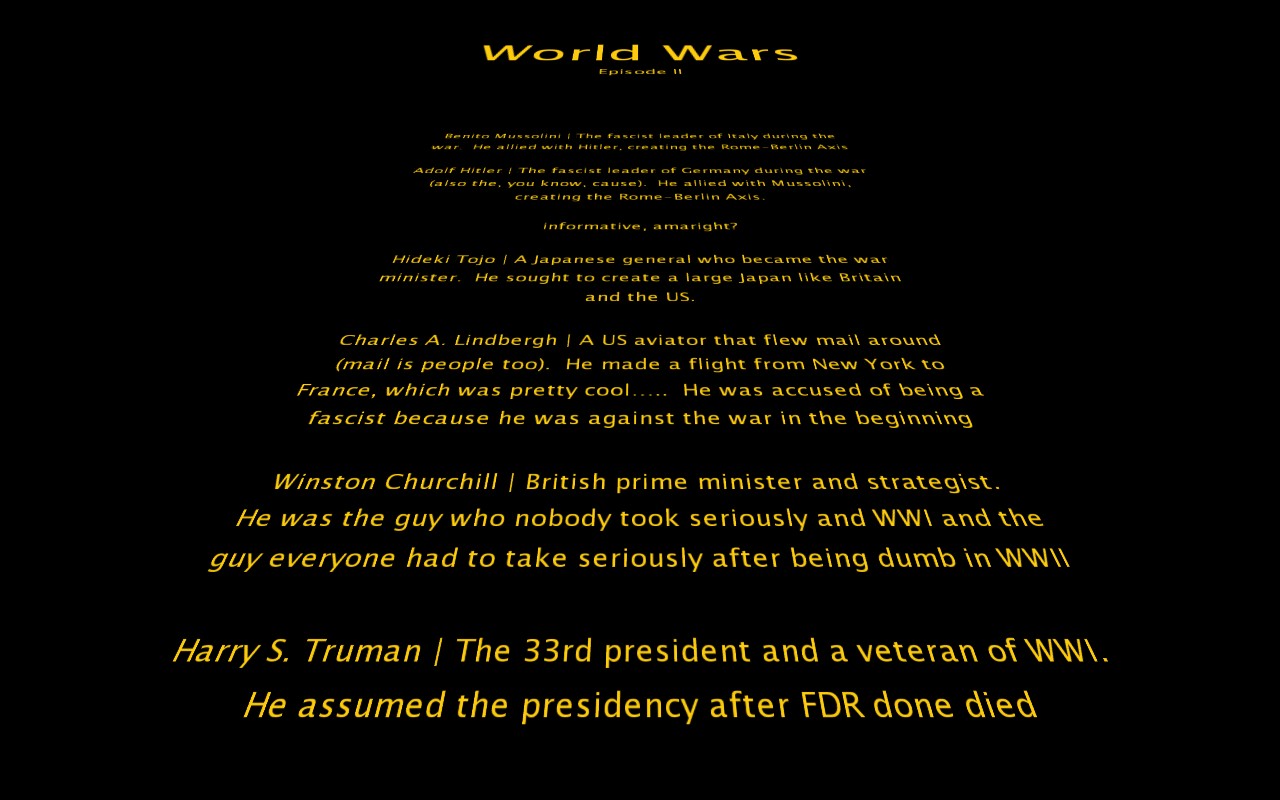 World Wars
Episode II
Benito Mussolini | The fascist leader of Italy during the
war.  He allied with Hitler, creating the Rome-Berlin Axis
Adolf Hitler | The fascist leader of Germany during the war
(also the, you know, cause).  He allied with Mussolini,
creating the Rome-Berlin Axis.
informative, amaright?
Hideki Tojo | A Japanese general who became the war
minister.  He sought to create a large Japan like Britain
and the US.
Charles A. Lindbergh | A US aviator that flew mail around
(mail is people too).  He made a flight from New York to
France, which was pretty cool.....  He was accused of being a
fascist because he was against the war in the beginning
Winston Churchill | British prime minister and strategist.
He was the guy who nobody took seriously and WWI and the
guy everyone had to take seriously after being dumb in WWII
Harry S. Truman | The 33rd president and a veteran of WWI.
He assumed the presidency after FDR done died